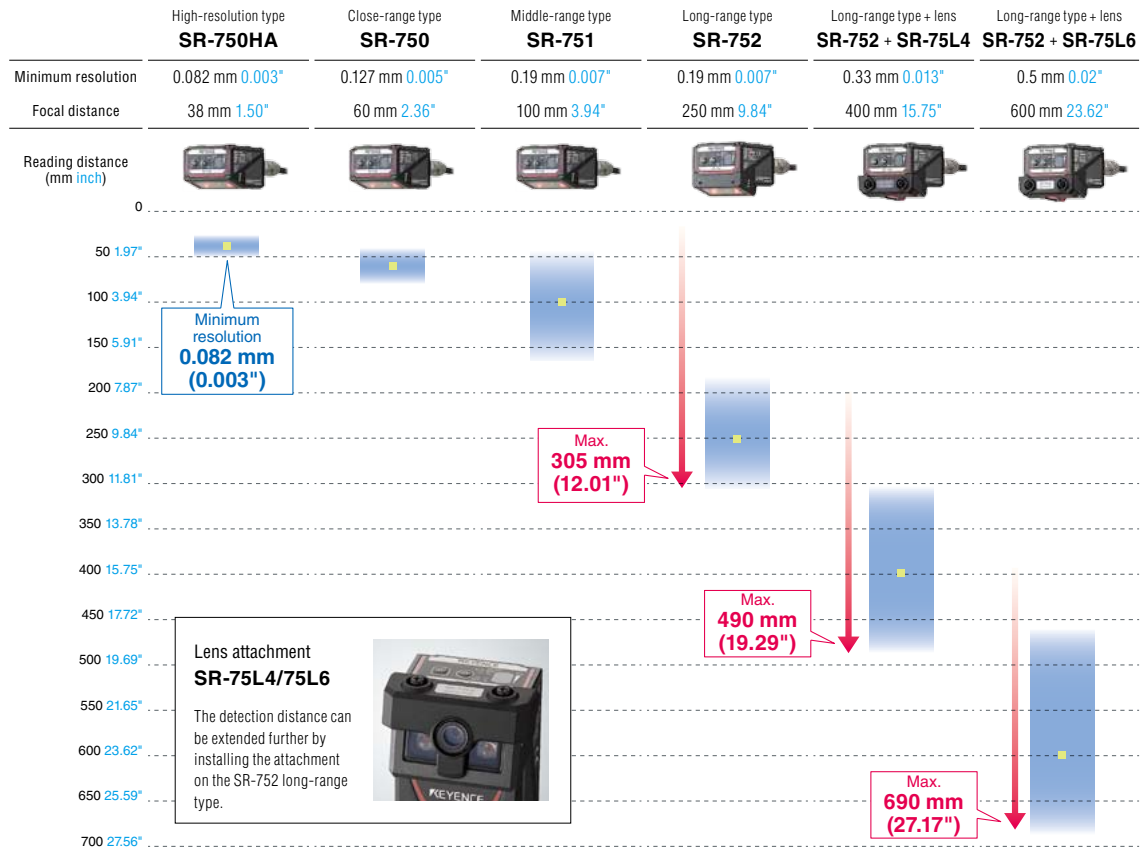 High-resolution type
SR-750HA
Close-range type
SR-750
Middle-range type
SR-751
Long-range type
SR-752
Long-range type + lens
SR-752 + SR-75L4
Long-range type + lens
SR-752 + SR-75L6
Minimum resolution 0.082 mm 0.003" 0.127 mm 0.005" 0.19 mm 0.007" 0.19 mm 0.007" 0.33 mm 0.013" 0.5 mm 0.02"
Focal distance 38 mm 1.50" 60 mm 2.36" 100 mm 3.94" 250 mm 9.84" 400 mm 15.75" 600 mm 23.62"
Reading distance
(mm inch)
0
50 1.97"
100 3.94"
150 5.91"
200 7.87"
250 9.84"
300 11.81"
350 13.78"
400 15.75"
450 17.72"
500 19.69"
550 21.65"
600 23.62"
650 25.59"
700 27.56"
Minimum
resolution
0.082 mm
(0.003")
Max.
305 mm
(12.01")
Max.
490 mm
(19.29")
Max.
690 mm
(27.17")
Lens attachment
SR-75L4/75L6
The detection distance can
be extended further by
installing the attachment
on the SR-752 long-range
type.
KEYENCE
KEYENCE